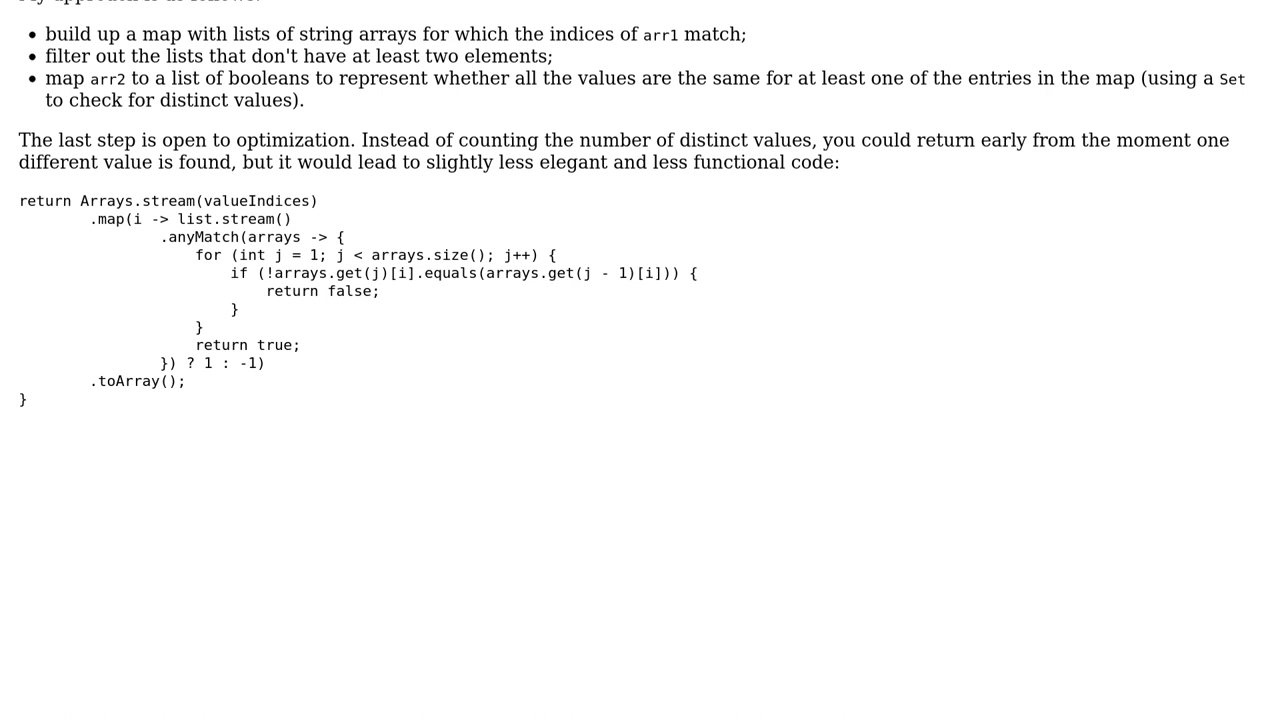 build up a map with lists of string arrays for which the indices of arr1 match;
filter out the lists that don't have at least two elements;
map arr2 to a list of booleans to represent whether all the values are the same for at least one of the entries in the map (using a Set
to check for distinct values).
The last step is open to optimization. Instead of counting the number of distinct values, you could return early from the moment one
different value is found, but it would lead to slightly less elegant and less functional code:
return Arrays.stream(valueIndices)
        .map(i -> list.stream()
                .anyMatch(arrays -> {
                    for (int j = 1; j < arrays.size(); j++) {
                        if (!arrays.get(j)[i].equals(arrays.get(j - 1)[i])) {
                            return false;
                        }
                    }
                    return true;
                }) ? 1 : -1)
        .toArray();
}